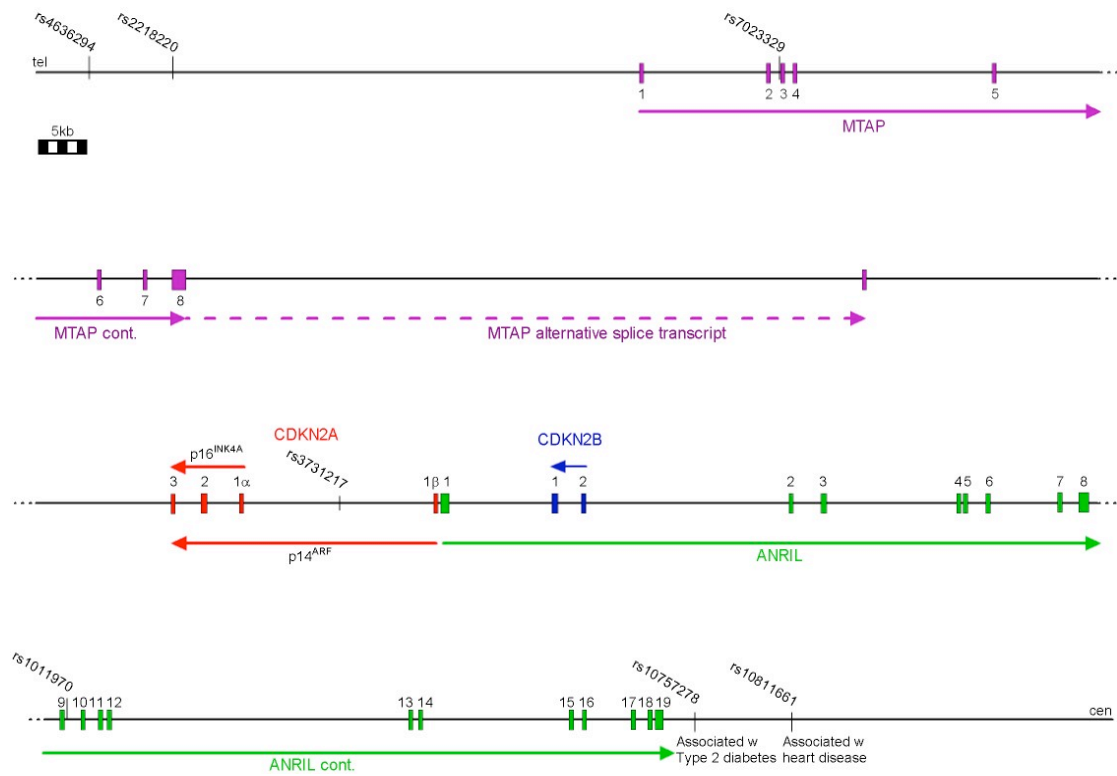 rs4636294 rs2218220 rs7023329
tel
1 2 3 4 5
MTAP
5kb
6 7 8
MTAP cont. MTAP alternative splice transcript
CDKN2A CDKN2B
p16INK4A rs3731217
3 2 1α 1β 1 1 2 2 3 4 5 6 7 8
p14ARF ANRIL
rs1011970 rs10757278 rs10811661
9 10 11 12 13 14 15 16 17 18 19 cen
Associated w Associated w
Type 2 diabetes heart disease
ANRIL cont.